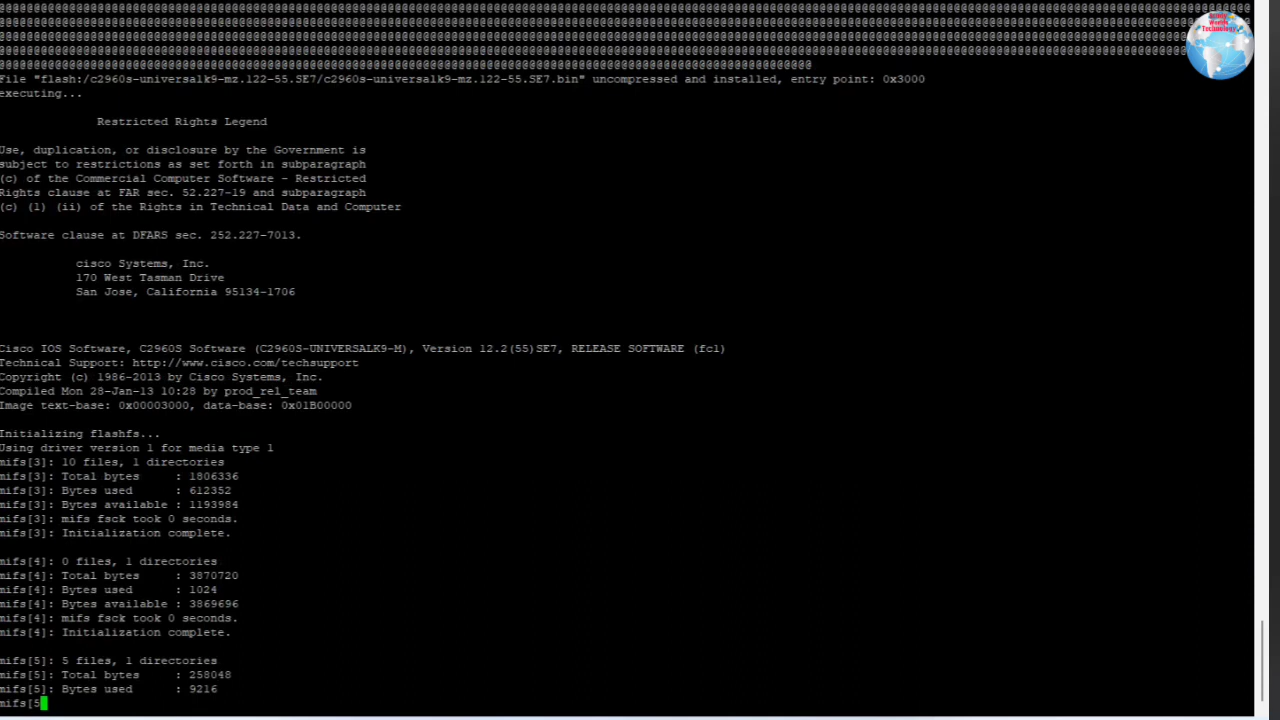 @@@@@@@@@@@@@@@@@@@@@@@@@@@@@@@@@@@@@@@@@@@@@@@@@@@@@@@@@@@@@@@@@@@@@@@@@@@@@@@@@@@@@@@@@@@@@@@@@@@@@@@@@@@@@@@@@@@@@@@@@@@@@@@@@@@@@@@@@@@@@@@@@@@@@@@@@@@@@@@@@@@@@@@@@@@@@@@@
@@@@@@@@@@@@@@@@@@@@@@@@@@@@@@@@@@@@@@@@@@@@@@@@@@@@@@@@@@@@@@@@@@@@@@@@@@@@@@@@@@@@@@@@@@@@@@@@@@@@@@@@@@@@@@@@@@@@@@@@@@@@@@@@@@@@@@@@@@@@@@@@@@@@@@@@@@@@@@@@@@@@@@@@
@@@@@@@@@@@@@@@@@@@@@@@@@@@@@@@@@@@@@@@@@@@@@@@@@@@@@@@@@@@@@@@@@@@@@@@@@@@@@@@@@@@@@@@@@@@@@@@@@@@@@@@@@@@@@@@@@@@@@@@@@@@@@@@@@@@@@@@@@@@@@@@@@@@@@@@@@@@@@@@@@@@@@@@@
@@@@@@@@@@@@@@@@@@@@@@@@@@@@@@@@@@@@@@@@@@@@@@@@@@@@@@@@@@@@@@@@@@@@@@@@@@@@@@@@@@@@@@@@@@@@@@@@@@@@@@@@@@@@@@@@@@@@@@@@@@@@@@@@@@@@@@@@@@@@@@@@@@@@@@@@@@@@@@@@@@@@@@@@
@@@@@@@@@@@@@@@@@@@@@@@@@@@@@@@@@@@@@@@@@@@@@@@@@@@@@@@@@@@@@@@@@@@@@@@@@@@@@@@@@@@@@@@@@@@@@@@@@@@@@@@@@@@@@@@@@@
File "flash:/c2960s-universalk9-mz.122-55.SE7/c2960s-universalk9-mz.122-55.SE7.bin" uncompressed and installed, entry point: 0x3000
executing...
Restricted Rights Legend
Use, duplication, or disclosure by the Government is
subject to restrictions as set forth in subparagraph
(c) of the Commercial Computer Software - Restricted
Rights clause at FAR sec. 52.227-19 and subparagraph
(c) (1) (ii) of the Rights in Technical Data and Computer
Software clause at DFARS sec. 252.227-7013.
cisco Systems, Inc.
170 West Tasman Drive
San Jose, California 95134-1706
Cisco IOS Software, C2960S Software (C2960S-UNIVERSALK9-M), Version 12.2(55)SE7, RELEASE SOFTWARE (fc1)
Technical Support: http://www.cisco.com/techsupport
Copyright (c) 1986-2013 by Cisco Systems, Inc.
Compiled Mon 28-Jan-13 10:28 by prod_rel_team
Image text-base: 0x00003000, data-base: 0x01B00000
Initializing flashfs...
Using driver version 1 for media type 1
mifs[3]: 10 files, 1 directories
mifs[3]: Total bytes     : 1806336
mifs[3]: Bytes used      : 612352
mifs[3]: Bytes available : 1193984
mifs[3]: mifs fsck took 0 seconds.
mifs[3]: Initialization complete.
mifs[4]: 0 files, 1 directories
mifs[4]: Total bytes     : 3870720
mifs[4]: Bytes used      : 1024
mifs[4]: Bytes available : 3869696
mifs[4]: mifs fsck took 0 seconds.
mifs[4]: Initialization complete.
mifs[5]: 5 files, 1 directories
mifs[5]: Total bytes     : 258048
mifs[5]: Bytes used      : 9216
mifs[5